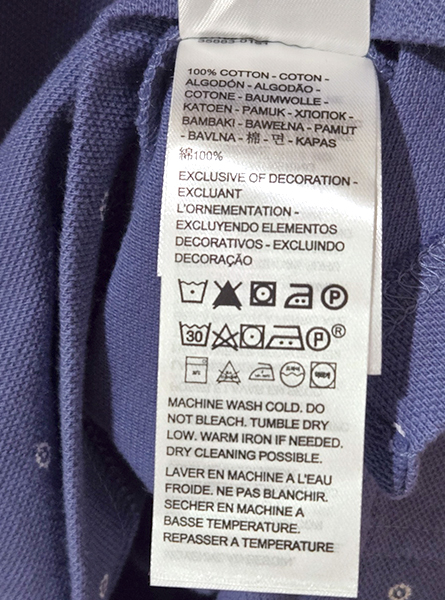 100% COTTON - COTON -
ALGODÓN - ALGODÃO -
COTONE - BAUMWOLLE -
KATOEN - PAMUK - ХЛОПОК -
BAMBAKI - BAWEŁNA - PAMUT
- BAVLNA - 棉 - 면 - KAPAS
綿100%
EXCLUSIVE OF DECORATION -
EXCLUANT
L'ORNEMENTATION -
EXCLUYENDO ELEMENTOS
DECORATIVOS - EXCLUINDO
DECORAÇÃO
P
30 P®
MACHINE WASH COLD. DO
NOT BLEACH. TUMBLE DRY
LOW. WARM IRON IF NEEDED.
DRY CLEANING POSSIBLE.
LAVER EN MACHINE A L'EAU
FROIDE. NE PAS BLANCHIR.
SECHER EN MACHINE A
BASSE TEMPERATURE.
REPASSER A TEMPERATURE